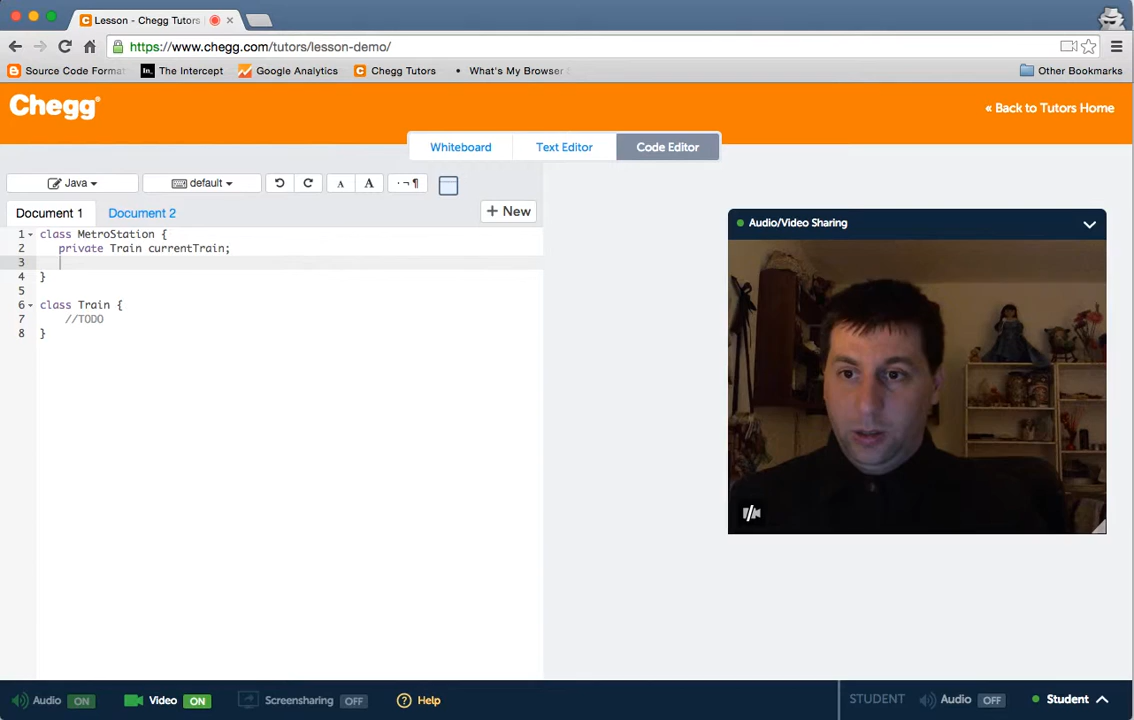 Lesson - Chegg Tutors
https://www.chegg.com/tutors/lesson-demo/
Source Code Format
In_ The Intercept
Google Analytics
Chegg Tutors
What's My Browser
Other Bookmarks
Chegg®
« Back to Tutors Home
Whiteboard
Text Editor
Code Editor
Java
default
A
A
Document 1
Document 2
+ New
1 class MetroStation {
2 private Train currentTrain;
3
4 }
5
6 class Train {
7 //TODO
8 }
Audio/Video Sharing
Audio ON
Video ON
Screensharing OFF
? Help
STUDENT
Audio OFF
Student